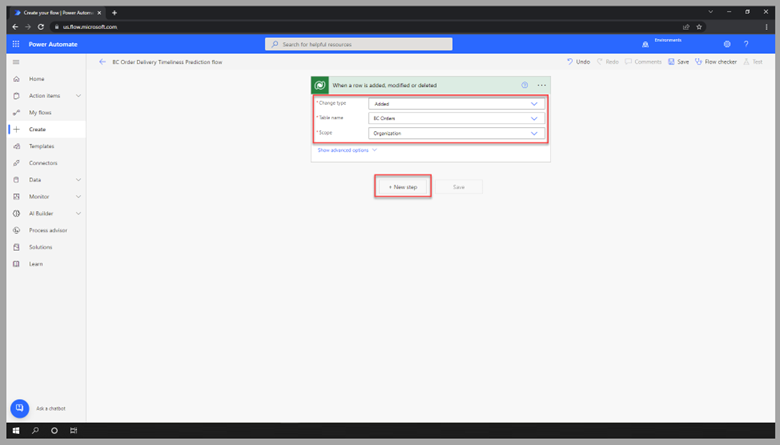 Create your flow | Power Automate
us.flow.microsoft.com
Power Automate
Search for helpful resources
Environments
BC Order Delivery Timeliness Prediction flow
Undo
Redo
Comments
Save
Flow checker
Test
Home
Action items
My flows
Create
Templates
Connectors
Data
Monitor
AI Builder
Process advisor
Solutions
Learn
When a row is added, modified or deleted
* Change type
Added
* Table name
BC Orders
* Scope
Organization
Show advanced options
+ New step
Save
Ask a chatbot